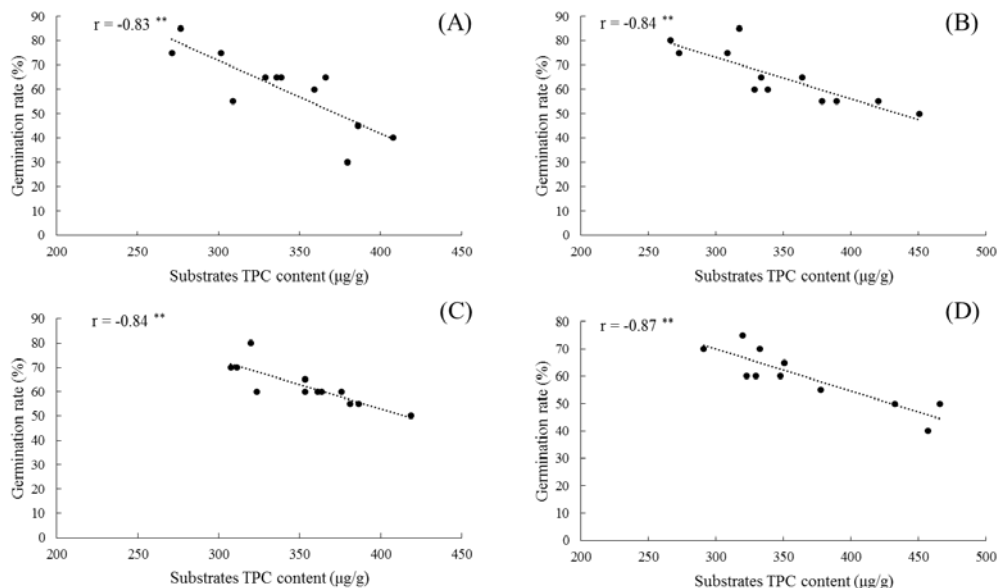 (A)
r = -0.83 **
Germination rate (%)
90
80
70
60
50
40
30
20
10
0
200 250 300 350 400 450
Substrates TPC content (µg/g)
(B)
r = -0.84 **
Germination rate (%)
90
80
70
60
50
40
30
20
10
0
200 250 300 350 400 450 500
Substrates TPC content (µg/g)
(C)
r = -0.84 **
Germination rate (%)
90
80
70
60
50
40
30
20
10
0
200 250 300 350 400 450
Substrates TPC content (µg/g)
(D)
r = -0.87 **
Germination rate (%)
80
70
60
50
40
30
20
10
0
200 250 300 350 400 450 500
Substrates TPC content (µg/g)